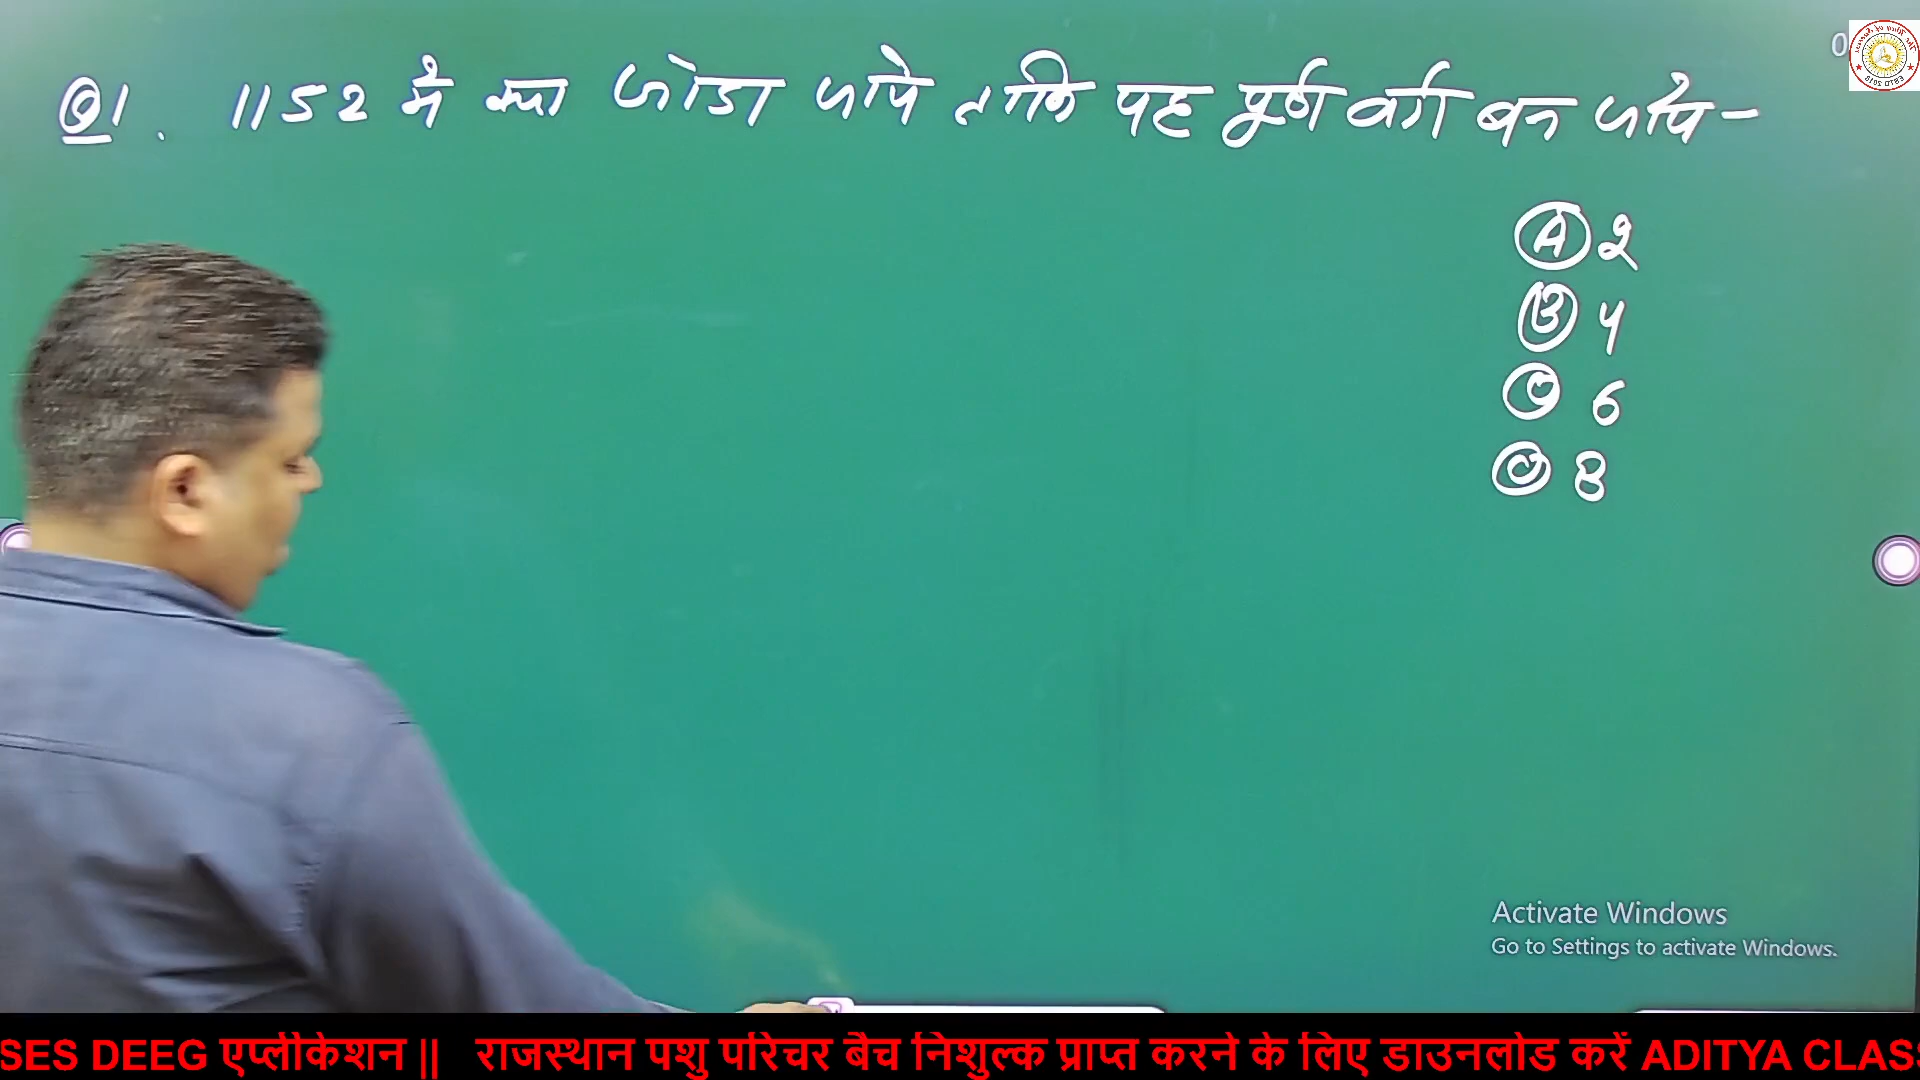 Q1. 1152 में क्या जोडा जाये ताकि यह पूर्ण वर्ग बन जाये-
A 2
B 4
C 6
D 8
Activate Windows
Go to Settings to activate Windows.
SES DEEG एप्लीकेशन || राजस्थान पशु परिचर बैच निशुल्क प्राप्त करने के लिए डाउनलोड करें ADITYA CLAS